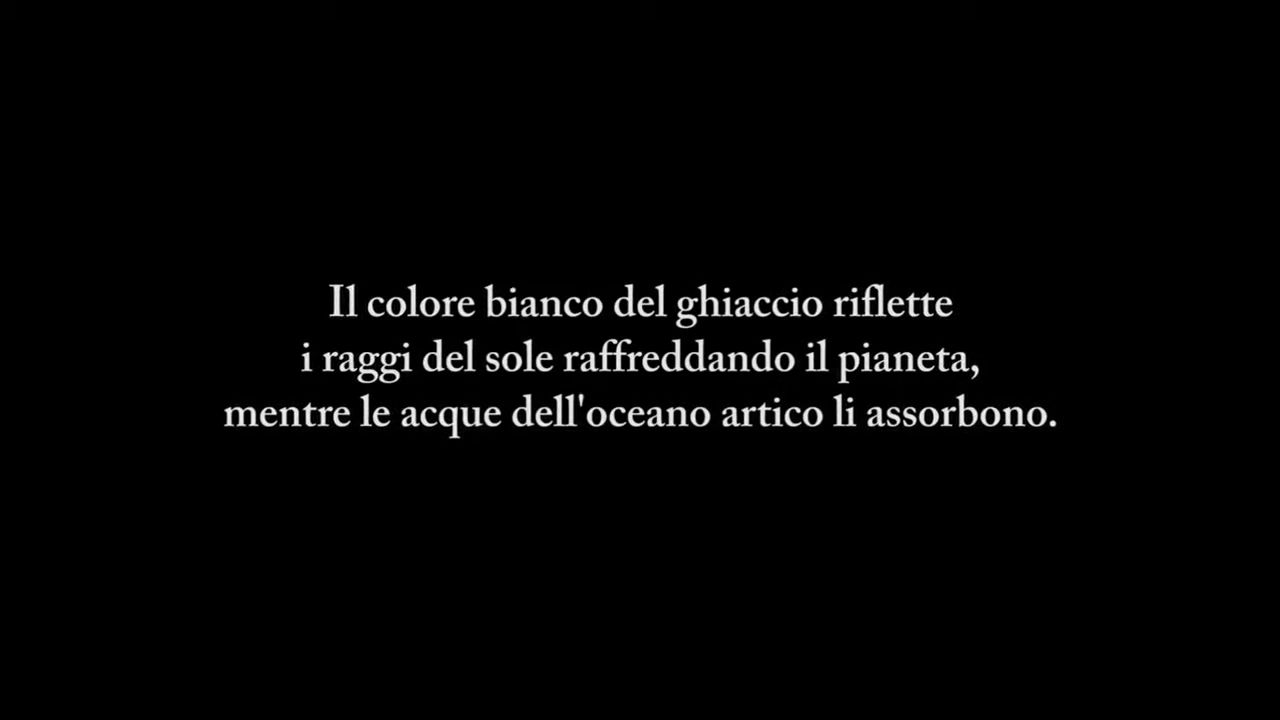 Il colore bianco del ghiaccio riflette
i raggi del sole raffreddando il pianeta,
mentre le acque dell'oceano artico li assorbono.